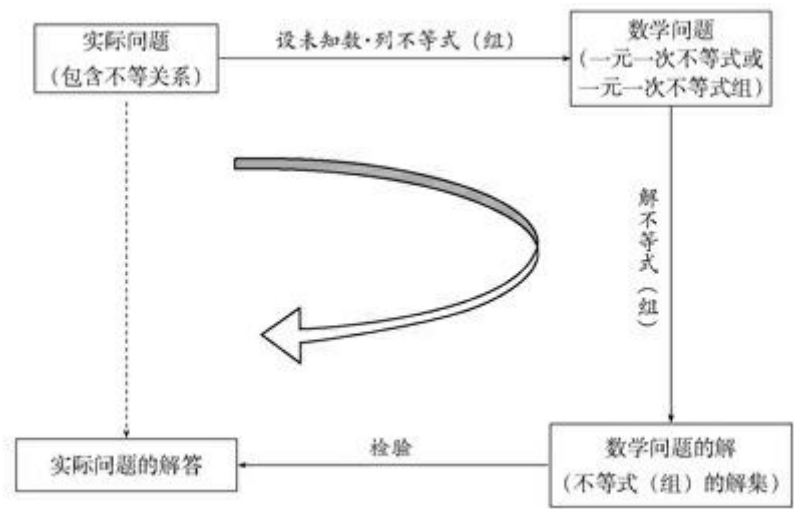 实际问题
(包含不等关系)
设未知数·列不等式(组)
数学问题
(一元一次不等式或
一元一次不等式组)
解不等式(组)
数学问题的解
(不等式(组)的解集)
检验
实际问题的解答